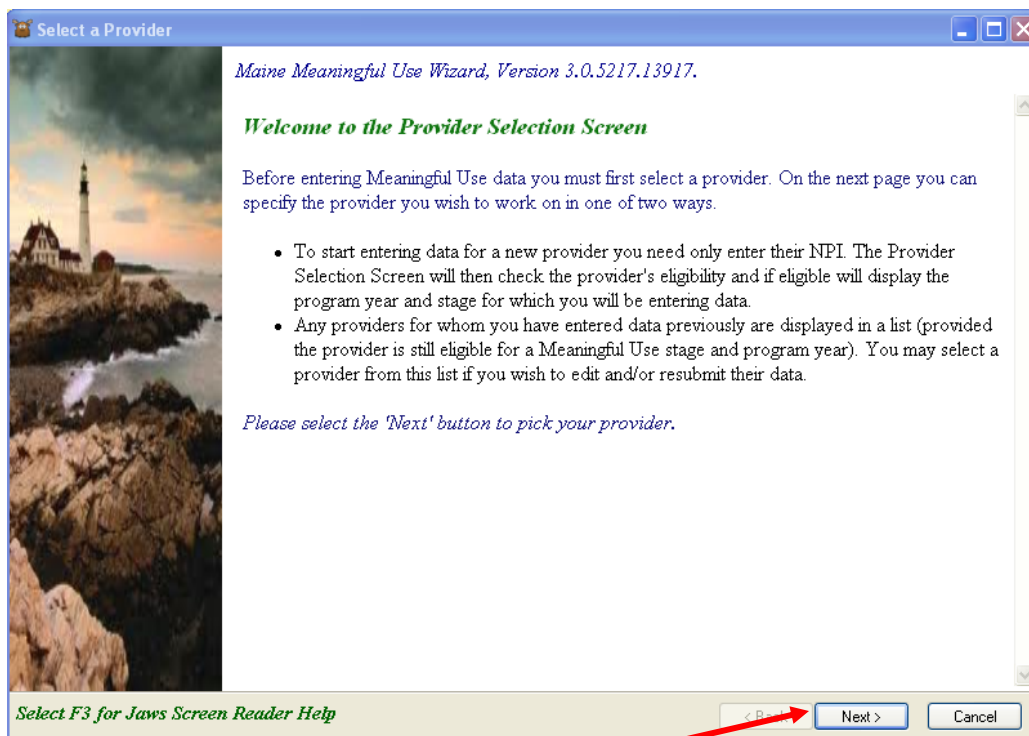 Select a Provider
Maine Meaningful Use Wizard, Version 3.0.5217.13917.
Welcome to the Provider Selection Screen
Before entering Meaningful Use data you must first select a provider. On the next page you can
specify the provider you wish to work on in one of two ways.
• To start entering data for a new provider you need only enter their NPI. The Provider
Selection Screen will then check the provider's eligibility and if eligible will display the
program year and stage for which you will be entering data.
• Any providers for whom you have entered data previously are displayed in a list (provided
the provider is still eligible for a Meaningful Use stage and program year). You may select a
provider from this list if you wish to edit and/or resubmit their data.
Please select the 'Next' button to pick your provider.
Select F3 for Jaws Screen Reader Help
< Back
Next >
Cancel